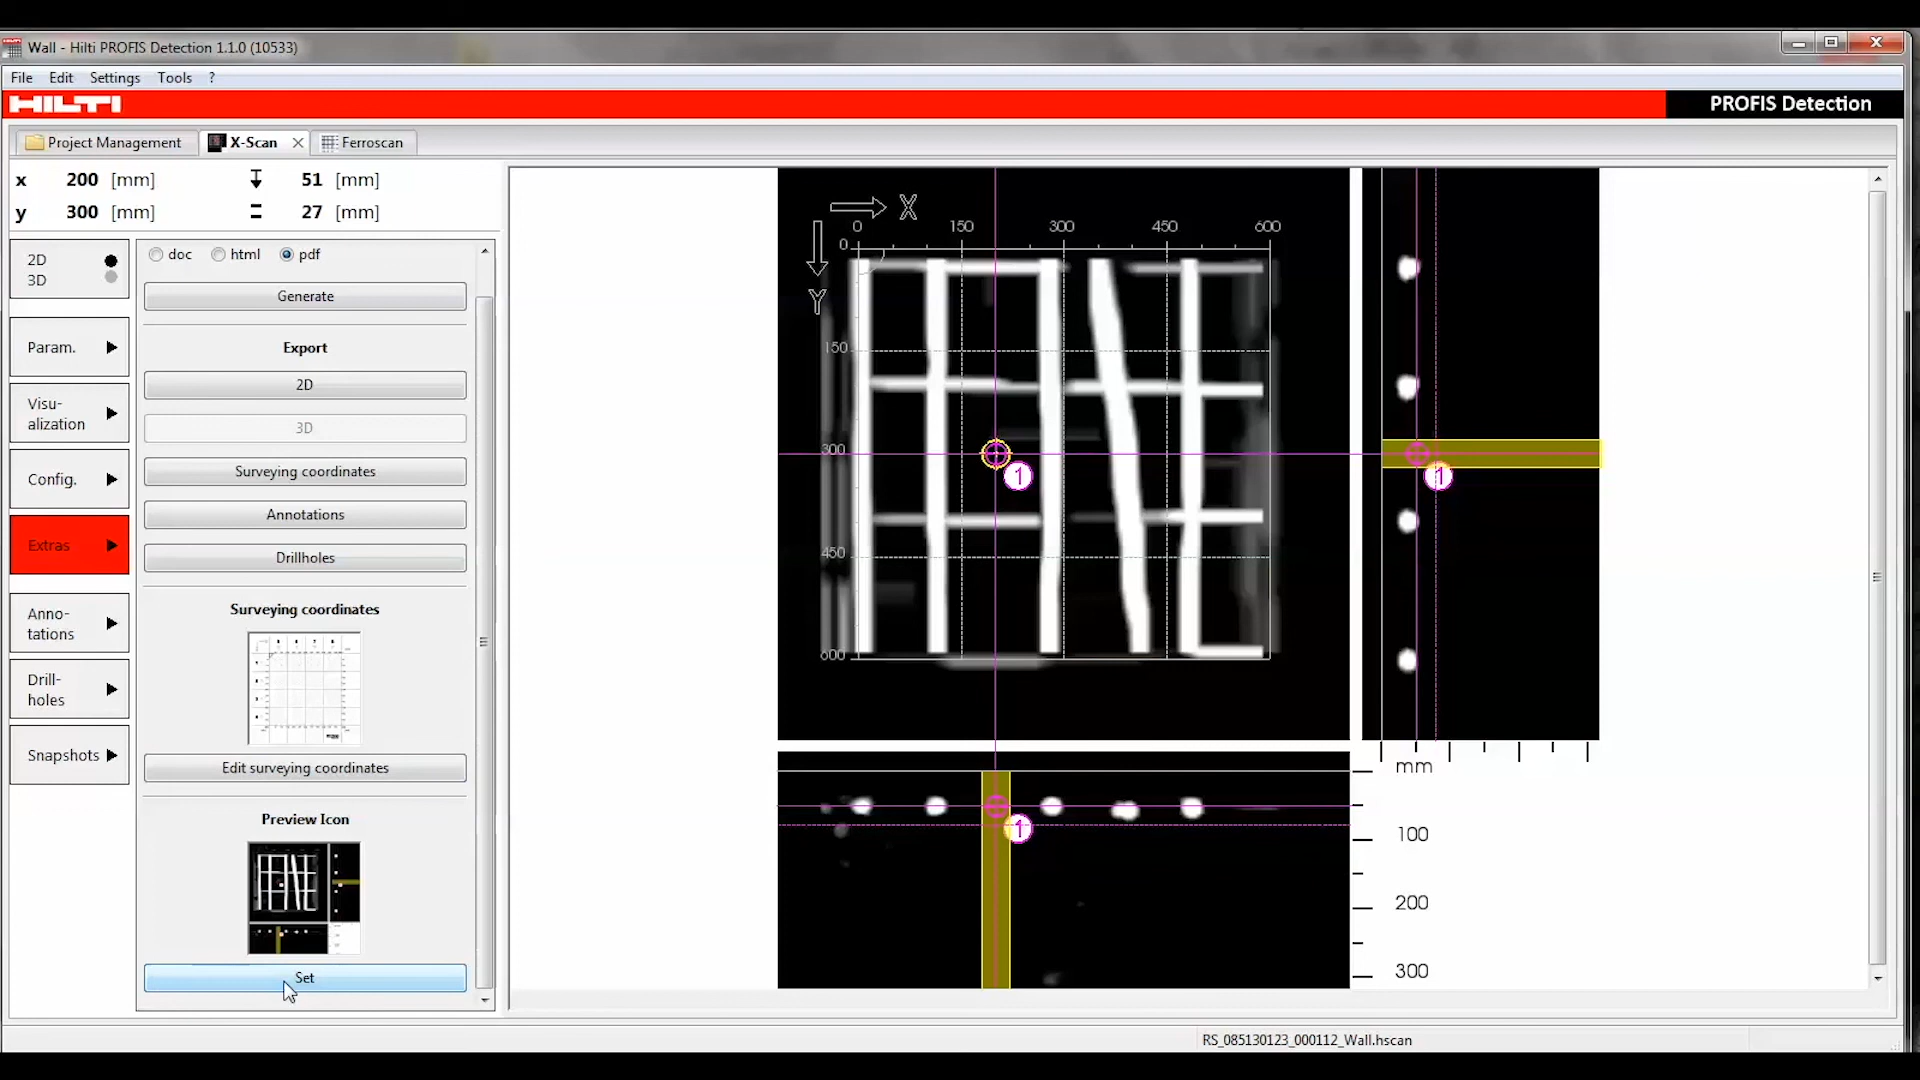 Wall - Hilti PROFIS Detection 1.1.0 (10533)
File Edit Settings Tools ?
HILTI
PROFIS Detection
Project Management X-Scan Ferroscan
x 200 [mm] 51 [mm]
y 300 [mm] 27 [mm]
2D
3D
Param.
Visu-
alization
Config.
Extras
Anno-
tations
Drill-
holes
Snapshots
doc html pdf
Generate
Export
2D
3D
Surveying coordinates
Annotations
Drillholes
Surveying coordinates
Edit surveying coordinates
Preview Icon
Set
X
0 150 300 450 600
0
Y
150
300
450
600
1
1
1
mm
100
200
300
RS_085130123_000112_Wall.hscan